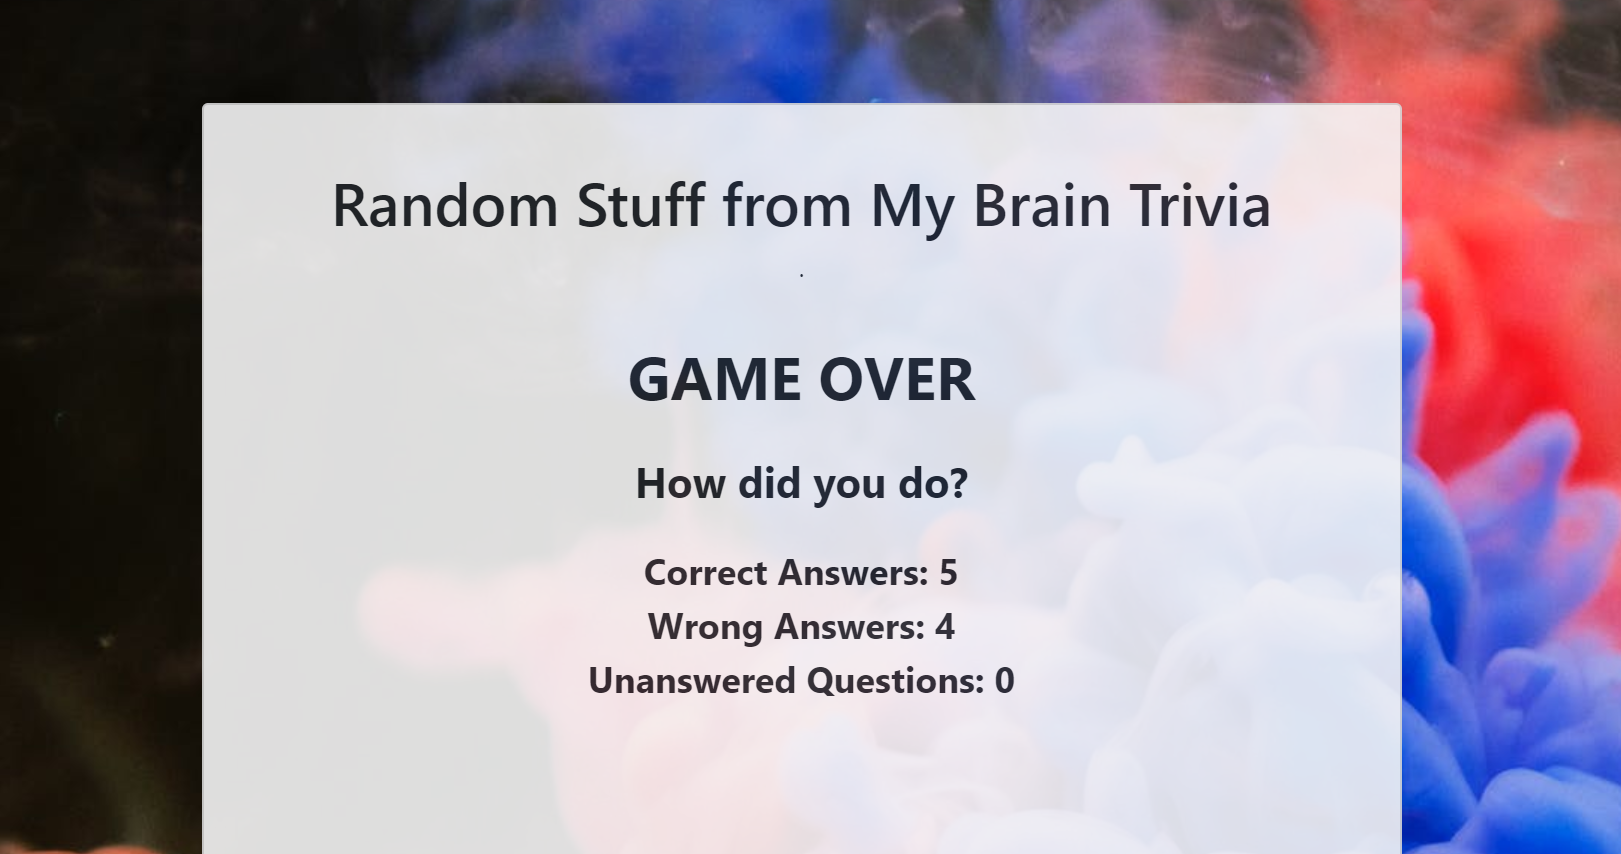 Random Stuff from My Brain Trivia
.
GAME OVER
How did you do?
Correct Answers: 5
Wrong Answers: 4
Unanswered Questions: 0